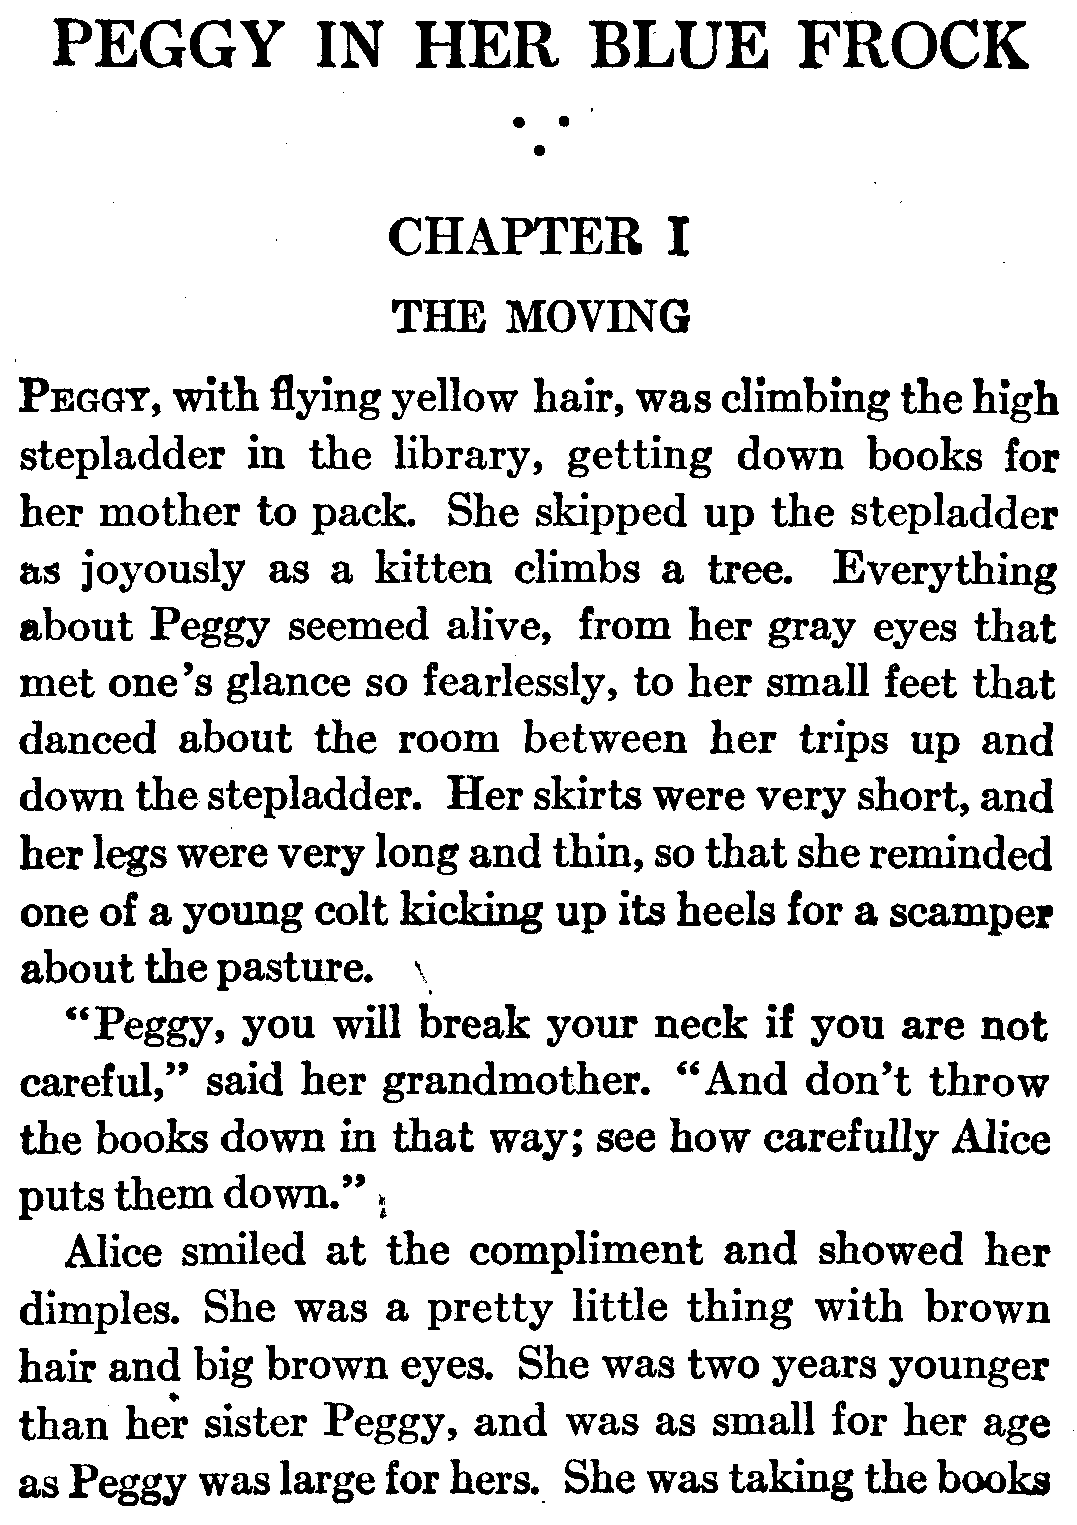 PEGGY IN HER BLUE FROCK
CHAPTER I
THE MOVING
PEGGY, with flying yellow hair, was climbing the high
stepladder in the library, getting down books for
her mother to pack. She skipped up the stepladder
as joyously as a kitten climbs a tree. Everything
about Peggy seemed alive, from her gray eyes that
met one's glance so fearlessly, to her small feet that
danced about the room between her trips up and
down the stepladder. Her skirts were very short, and
her legs were very long and thin, so that she reminded
one of a young colt kicking up its heels for a scamper
about the pasture.
"Peggy, you will break your neck if you are not
careful," said her grandmother. "And don't throw
the books down in that way; see how carefully Alice
puts them down."
Alice smiled at the compliment and showed her
dimples. She was a pretty little thing with brown
hair and big brown eyes. She was two years younger
than her sister Peggy, and was as small for her age
as Peggy was large for hers. She was taking the books